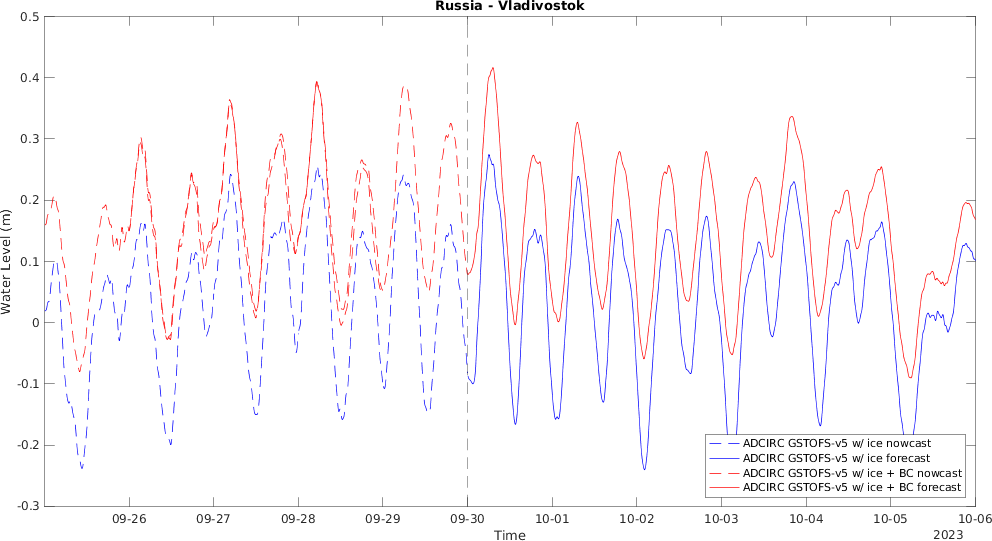 Russia - Vladivostok
Water Level (m)
0.5
0.4
0.3
0.2
0.1
0
-0.1
-0.2
-0.3
ADCIRC GSTOFS-v5 w/ ice nowcast
ADCIRC GSTOFS-v5 w/ ice forecast
ADCIRC GSTOFS-v5 w/ ice + BC nowcast
ADCIRC GSTOFS-v5 w/ ice + BC forecast
09-26 09-27 09-28 09-29 09-30 10-01 10-02 10-03 10-04 10-05 10-06
Time
2023